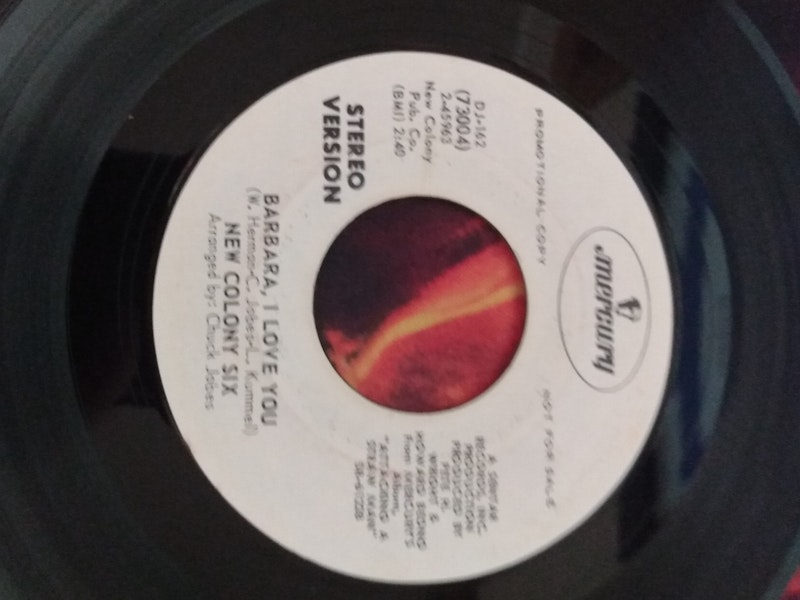 mercury
PROMOTIONAL COPY
NOT FOR SALE
DJ-162
(73004)
2-45963
New Colony
Pub. Co.
(BMI) 2:40
STEREO
VERSION
A SENTAR
RECORDS, INC.
PRODUCTION
PRODUCED BY
PETE H.
WRIGHT &
HOWARD BEDNO
from MERCURY'S
Album,
"ATTACKING A
STRAW MAN"
SR-61228
BARBARA, I LOVE YOU
(W. Herman-C. Jobes-L. Kummel)
NEW COLONY SIX
Arranged by: Chuck Jobes